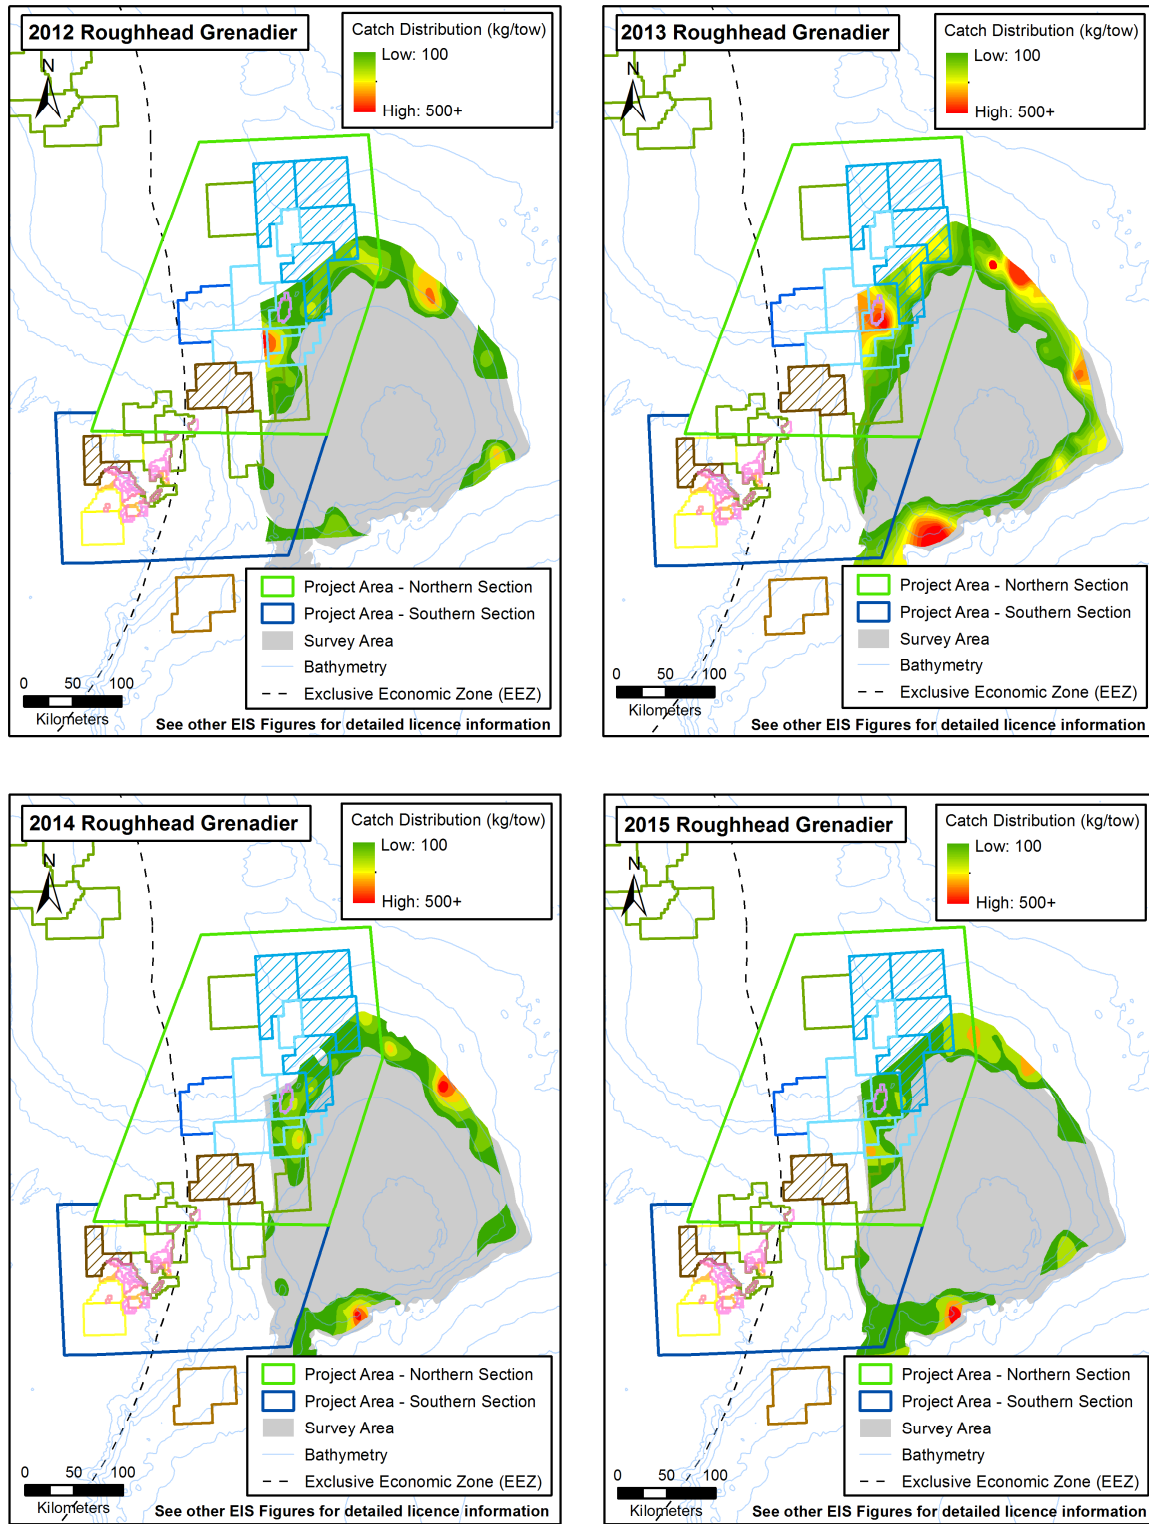 2012 Roughhead Grenadier
Catch Distribution (kg/tow)
Low: 100
High: 500+
N
Project Area - Northern Section
Project Area - Southern Section
Survey Area
Bathymetry
Exclusive Economic Zone (EEZ)
0 50 100
Kilometers
See other EIS Figures for detailed licence information
2013 Roughhead Grenadier
Catch Distribution (kg/tow)
Low: 100
High: 500+
N
Project Area - Northern Section
Project Area - Southern Section
Survey Area
Bathymetry
Exclusive Economic Zone (EEZ)
0 50 100
Kilometers
See other EIS Figures for detailed licence information
2014 Roughhead Grenadier
Catch Distribution (kg/tow)
Low: 100
High: 500+
N
Project Area - Northern Section
Project Area - Southern Section
Survey Area
Bathymetry
Exclusive Economic Zone (EEZ)
0 50 100
Kilometers
See other EIS Figures for detailed licence information
2015 Roughhead Grenadier
Catch Distribution (kg/tow)
Low: 100
High: 500+
N
Project Area - Northern Section
Project Area - Southern Section
Survey Area
Bathymetry
Exclusive Economic Zone (EEZ)
0 50 100
Kilometers
See other EIS Figures for detailed licence information